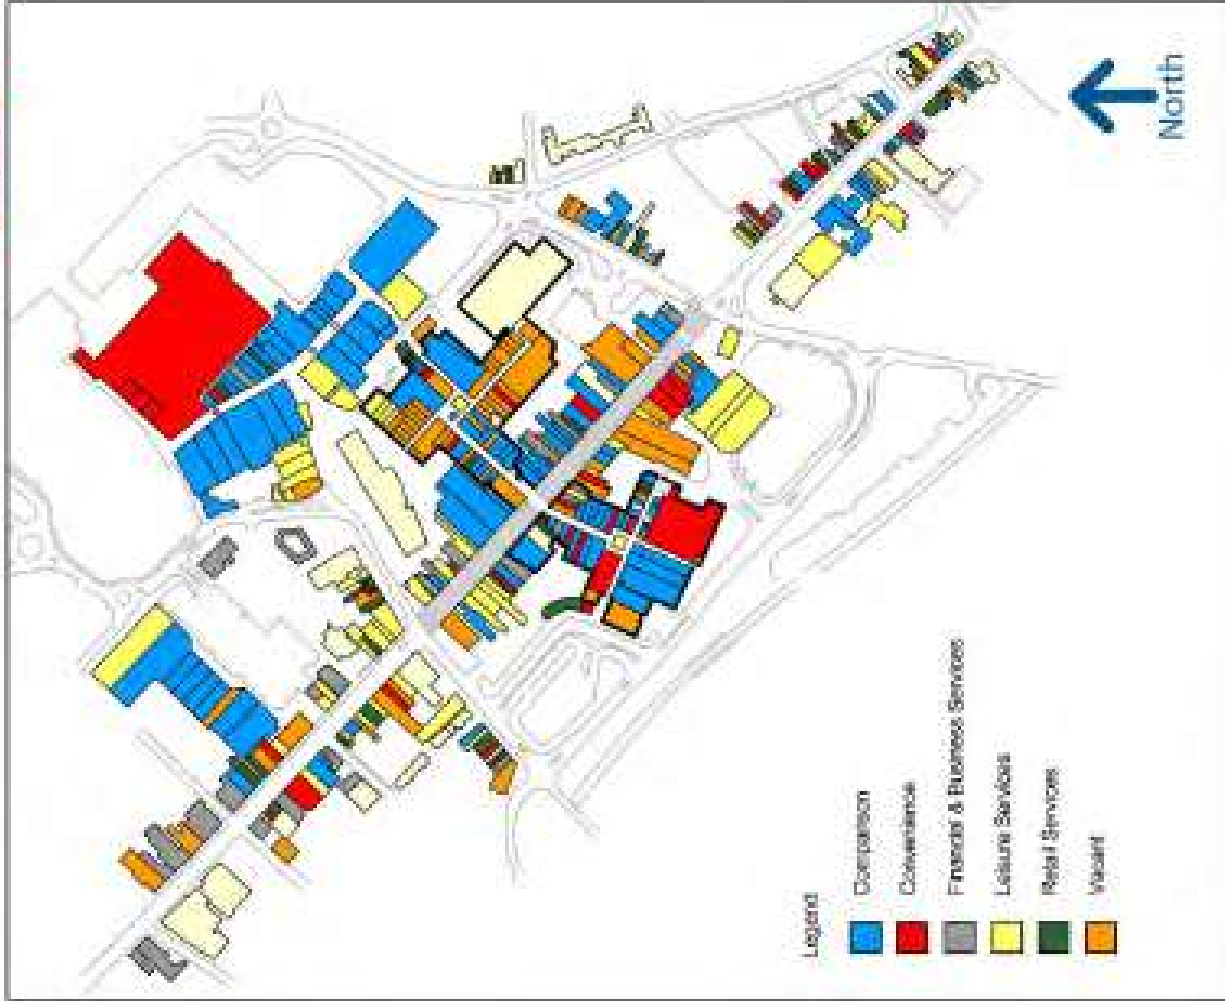 North
Legend
Comparison
Convenience
Financial & Business Services
Leisure Services
Retail Services
Vacant